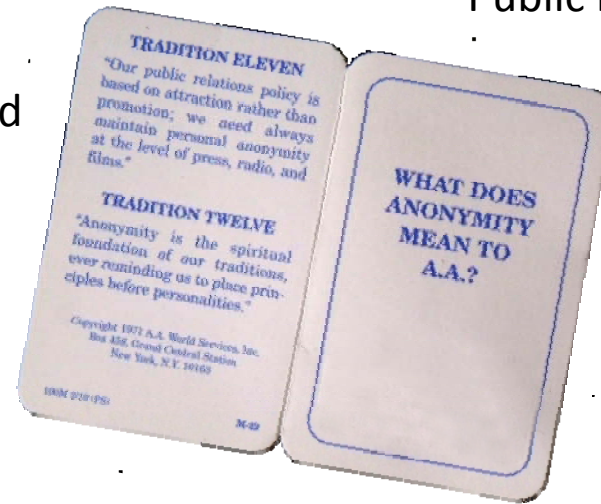 Public
d
TRADITION ELEVEN
"Our public relations policy is
based on attraction rather than
promotion; we need always
maintain personal anonymity
at the level of press, radio, and
films."
TRADITION TWELVE
"Anonymity is the spiritual
foundation of our traditions,
ever reminding us to place prin-
ciples before personalities."
Copyright 1971 A.A. World Services, Inc.
Box 459, Grand Central Station
New York, N.Y. 10163
M-29
WHAT DOES
ANONYMITY
MEAN TO
A.A.?